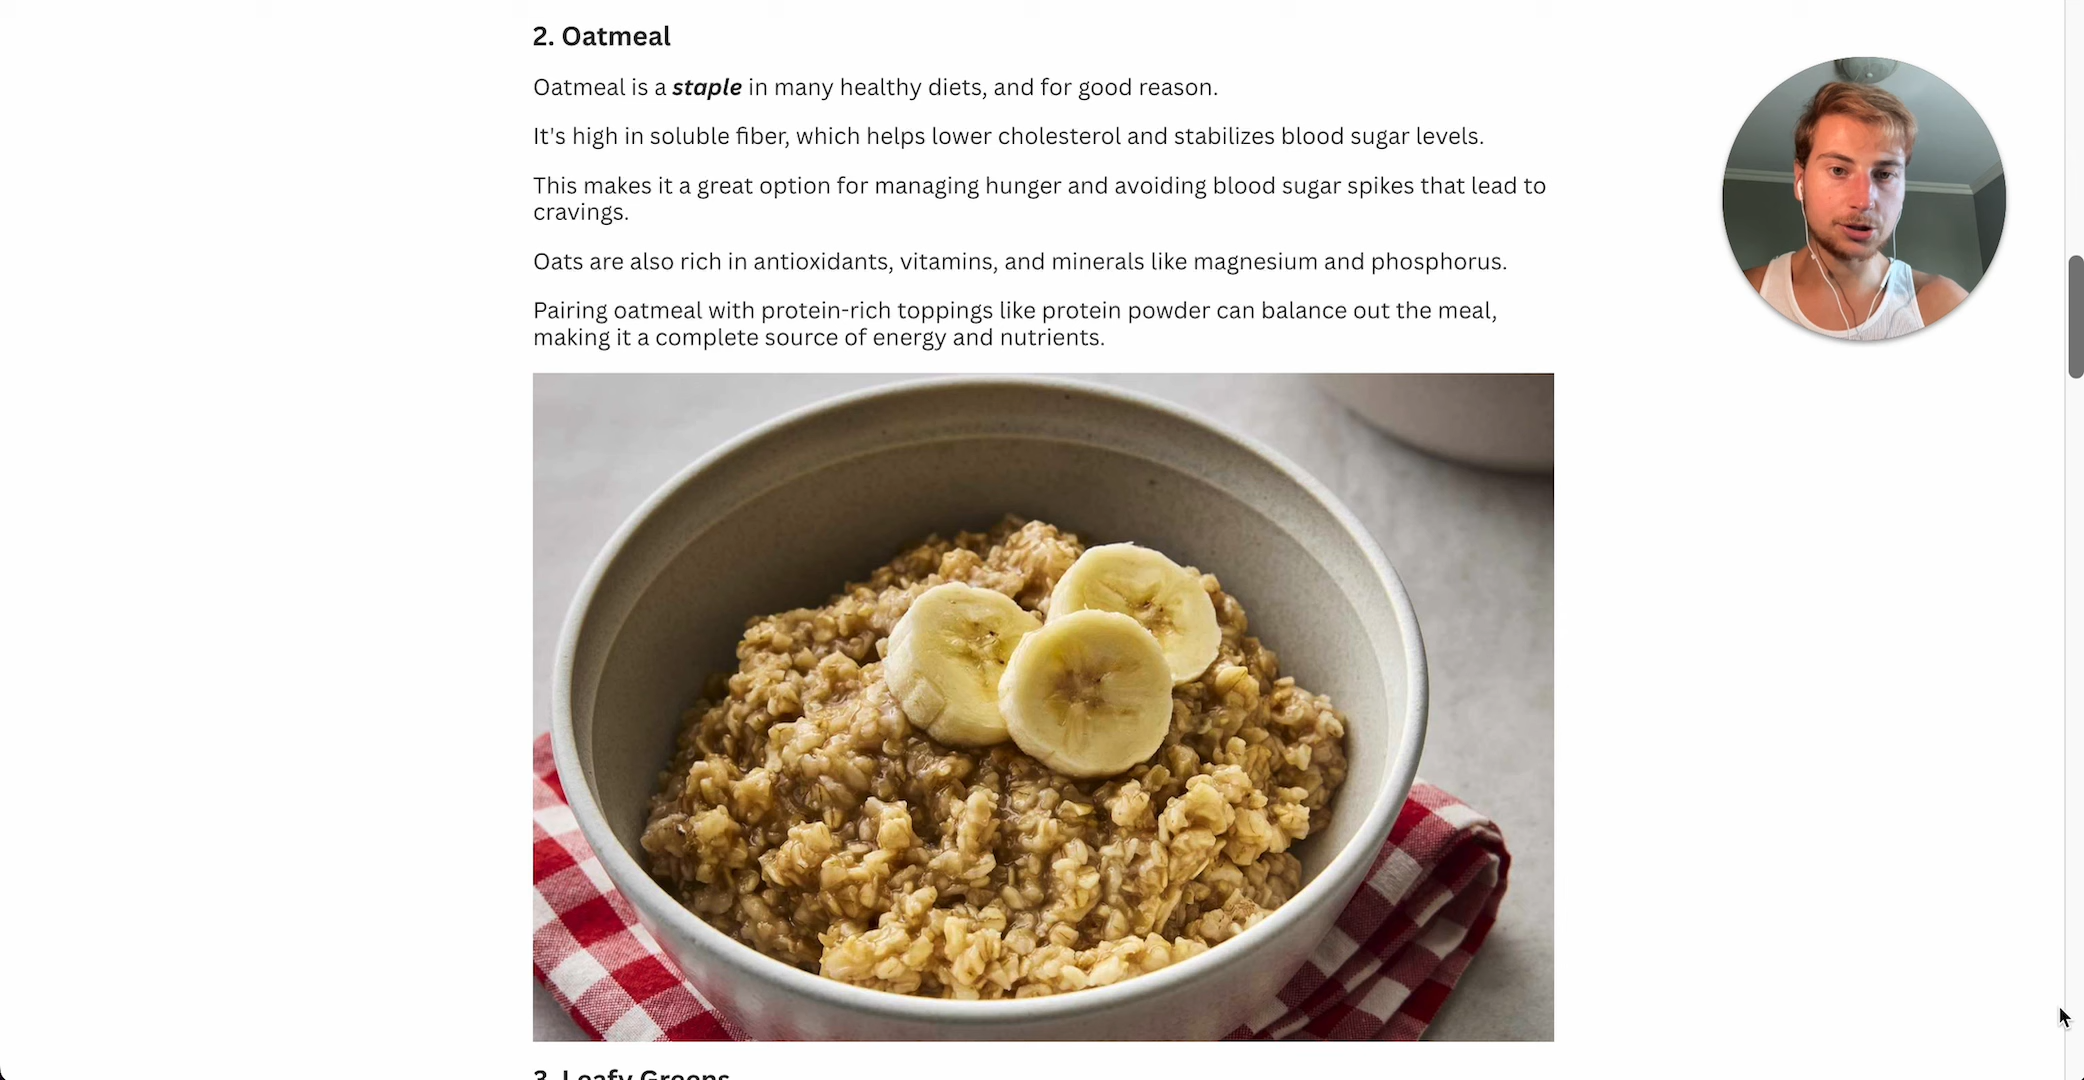 2. Oatmeal
Oatmeal is a staple in many healthy diets, and for good reason.
It's high in soluble fiber, which helps lower cholesterol and stabilizes blood sugar levels.
This makes it a great option for managing hunger and avoiding blood sugar spikes that lead to
cravings.
Oats are also rich in antioxidants, vitamins, and minerals like magnesium and phosphorus.
Pairing oatmeal with protein-rich toppings like protein powder can balance out the meal,
making it a complete source of energy and nutrients.
3. Leafy Greens